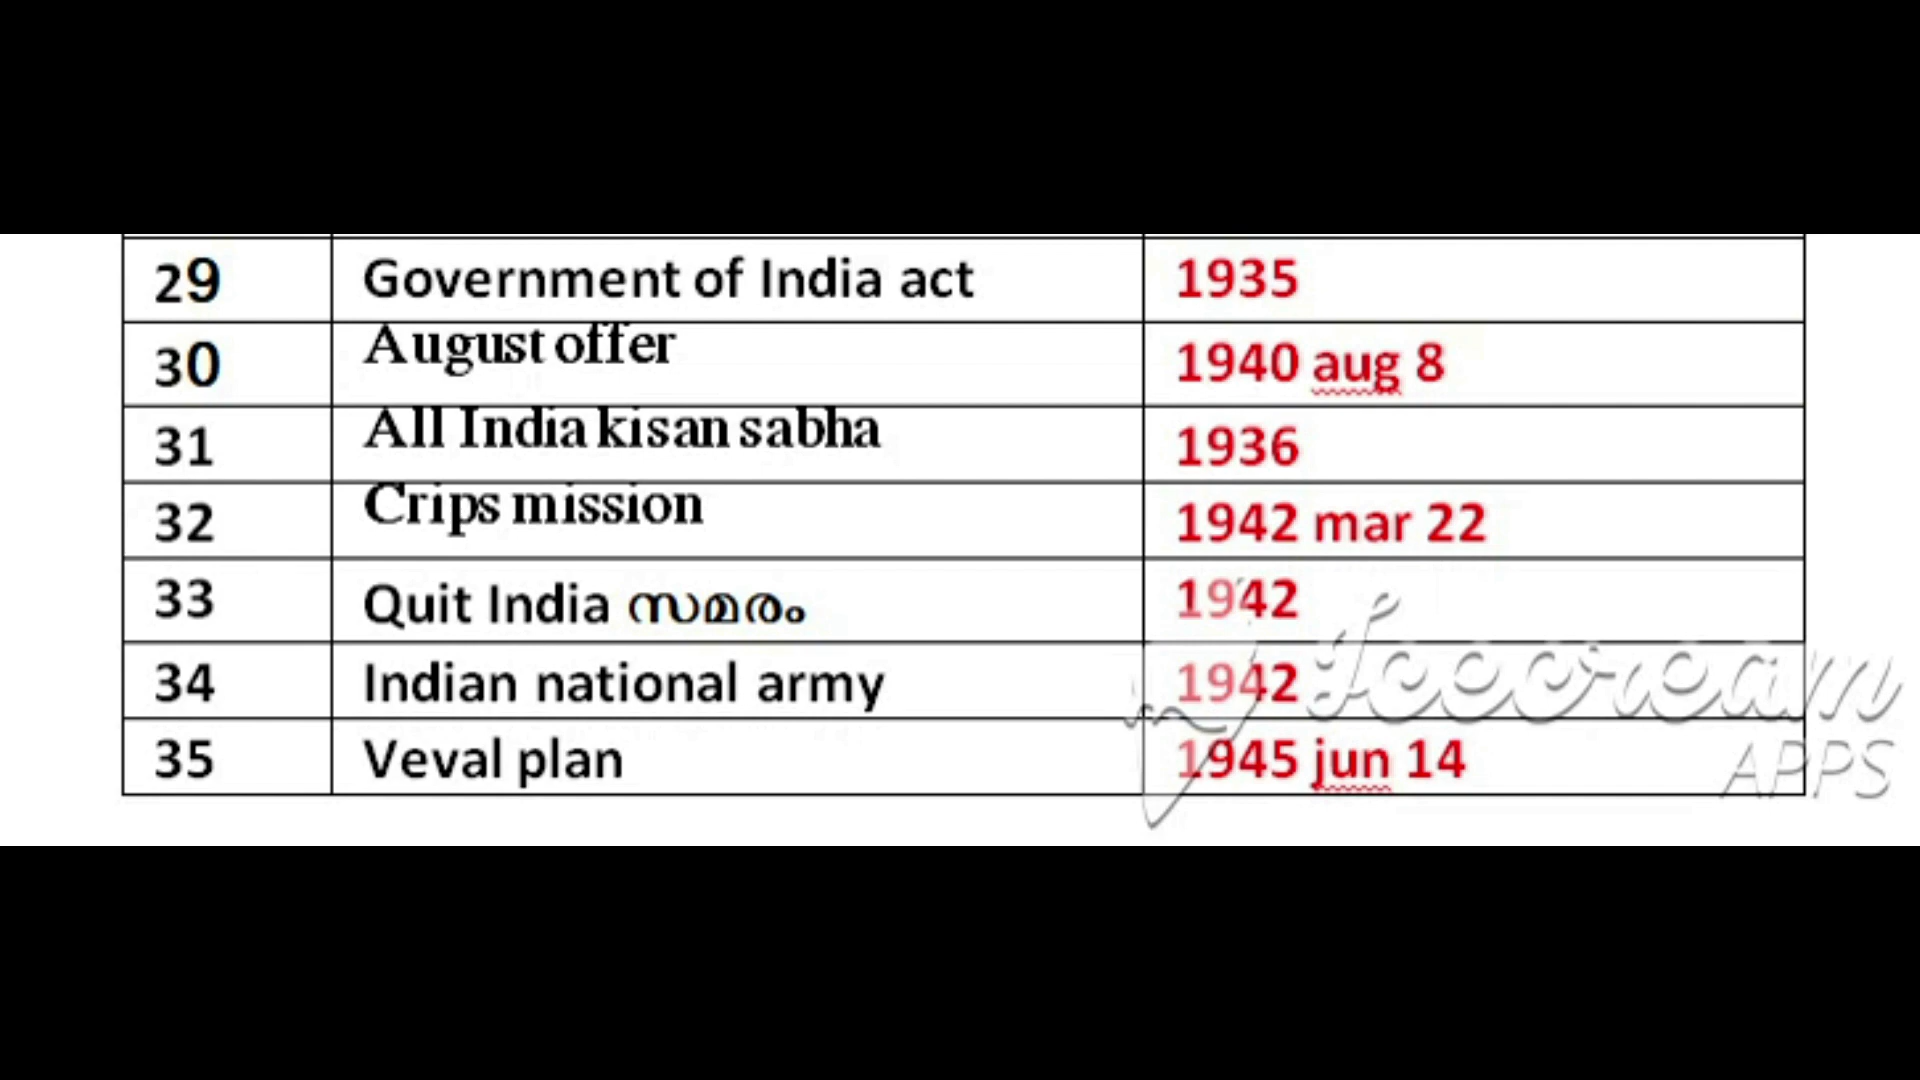 29 Government of India act 1935
30 August offer 1940 aug 8
31 All India kisan sabha 1936
32 Crips mission 1942 mar 22
33 Quit India സമരം 1942
34 Indian national army 1942
35 Veval plan 1945 jun 14
Icecream
APPS